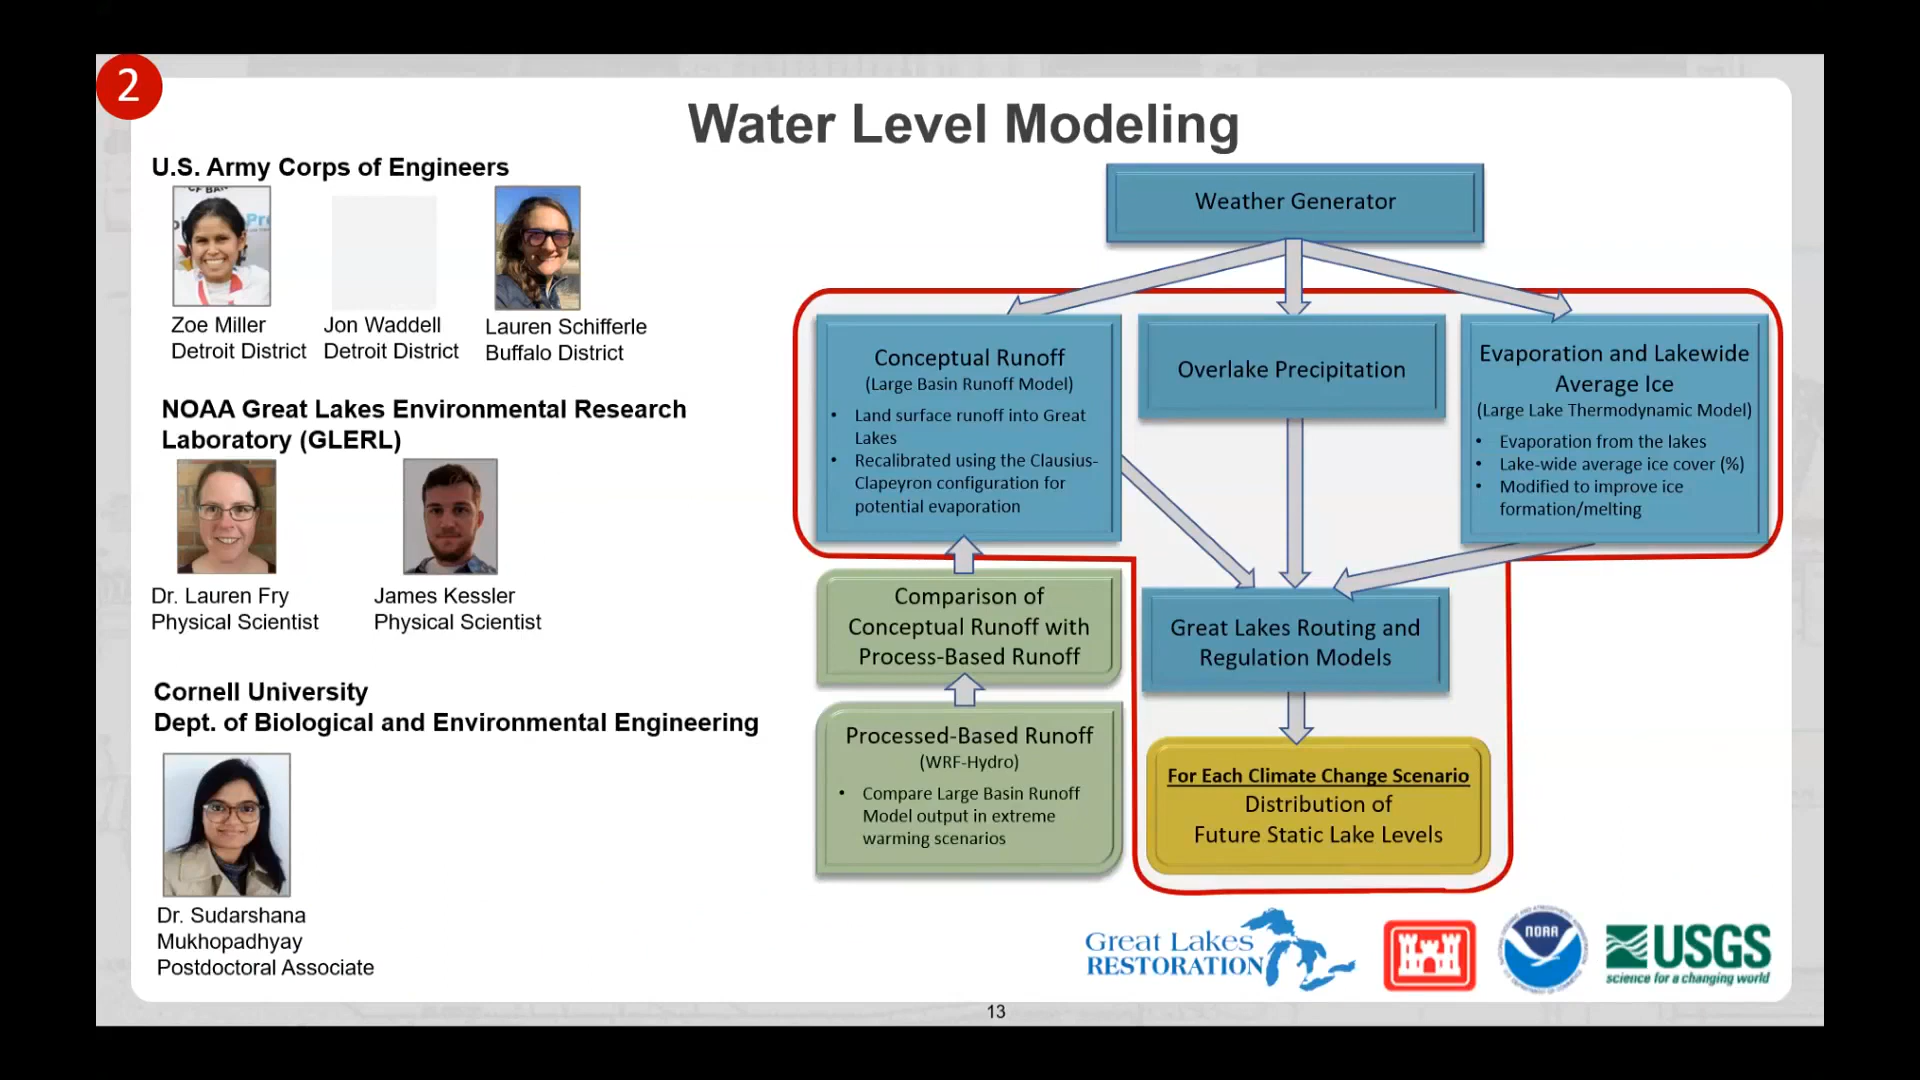 2
Water Level Modeling
U.S. Army Corps of Engineers
Zoe Miller
Detroit District
Jon Waddell
Detroit District
Lauren Schifferle
Buffalo District
NOAA Great Lakes Environmental Research
Laboratory (GLERL)
Dr. Lauren Fry
Physical Scientist
James Kessler
Physical Scientist
Cornell University
Dept. of Biological and Environmental Engineering
Dr. Sudarshana
Mukhopadhyay
Postdoctoral Associate
Weather Generator
Conceptual Runoff
(Large Basin Runoff Model)
• Land surface runoff into Great
Lakes
• Recalibrated using the Clausius-
Clapeyron configuration for
potential evaporation
Overlake Precipitation
Evaporation and Lakewide
Average Ice
(Large Lake Thermodynamic Model)
• Evaporation from the lakes
• Lake-wide average ice cover (%)
• Modified to improve ice
formation/melting
Comparison of
Conceptual Runoff with
Process-Based Runoff
Great Lakes Routing and
Regulation Models
Processed-Based Runoff
(WRF-Hydro)
• Compare Large Basin Runoff
Model output in extreme
warming scenarios
For Each Climate Change Scenario
Distribution of
Future Static Lake Levels
Great Lakes
RESTORATION
NOAA
USGS
science for a changing world
13